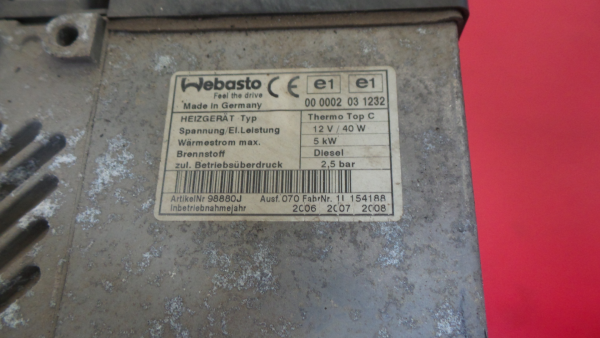 Webasto CE e1 e1
Feel the drive
Made in Germany 00 0002 03 1232
HEIZGERÄT Typ Thermo Top C
Spannung/El.Leistung 12 V / 40 W
Wärmestrom max. 5 kW
Brennstoff Diesel
zul. Betriebsüberdruck 2,5 bar
ArtikelNr 98880J Ausf. 070 FabrNr. 11 154188
Inbetriebnahmejahr 2006 2007 2008